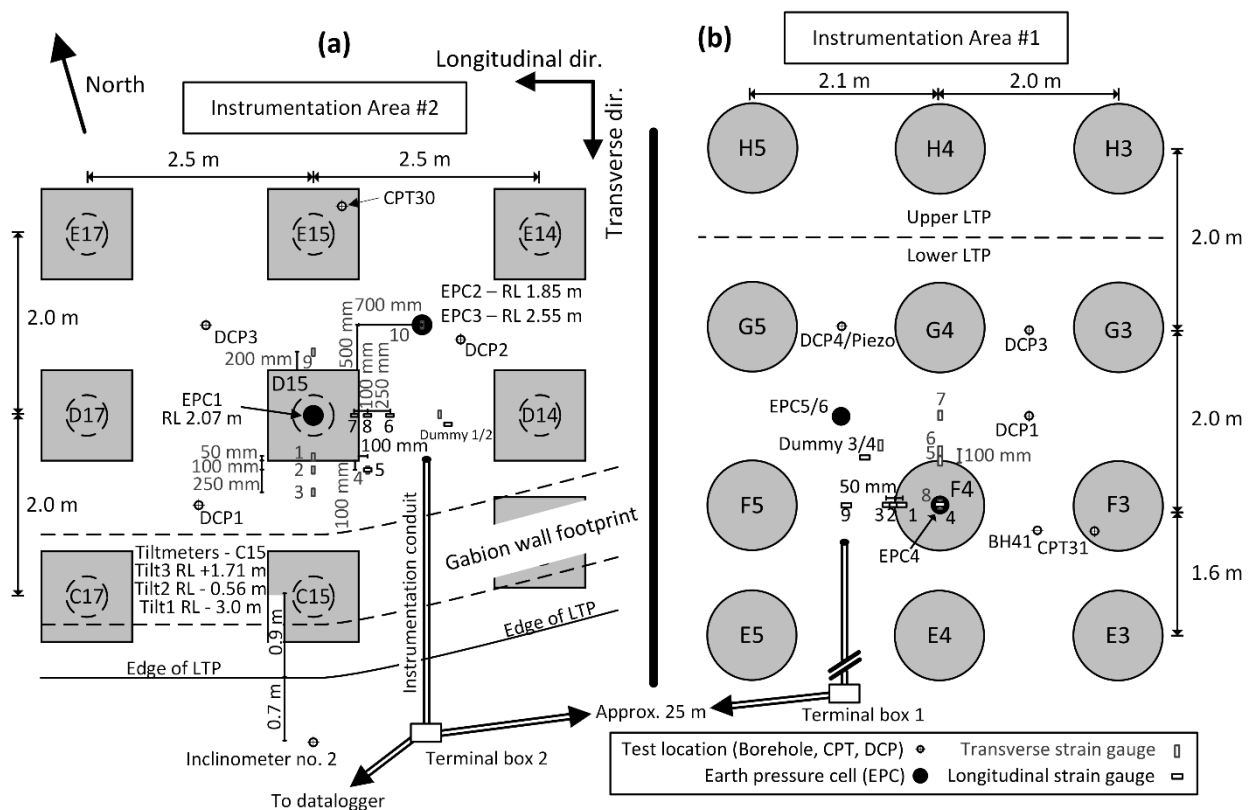 (a)
North
Longitudinal dir.
Instrumentation Area #2
Transverse dir.
2.5 m
2.5 m
CPT30
E17
E15
E14
EPC2 – RL 1.85 m
EPC3 – RL 2.55 m
700 mm
10
2.0 m
DCP3
500 mm
DCP2
200 mm
9
100 mm
250 mm
D15
EPC1
RL 2.07 m
D17
D14
7 8 6
Dummy 1/2
50 mm
1
100 mm
100 mm
2
4
5
250 mm
3
100 mm
2.0 m
DCP1
Gabion wall footprint
Tiltmeters - C15
Tilt3 RL +1.71 m
Tilt2 RL - 0.56 m
Tilt1 RL - 3.0 m
C17
C15
0.9 m
Instrumentation conduit
Edge of LTP
Edge of LTP
0.7 m
Inclinometer no. 2
Terminal box 2
To datalogger
Approx. 25 m
(b)
Instrumentation Area #1
2.1 m
2.0 m
H5
H4
H3
Upper LTP
Lower LTP
2.0 m
G5
G4
G3
DCP4/Piezo
DCP3
7
EPC5/6
DCP1
2.0 m
6
Dummy 3/4
5
100 mm
50 mm
F4
8
F5
F3
9
3 2 1
4
EPC4
BH41
CPT31
1.6 m
E5
E4
E3
Terminal box 1
Test location (Borehole, CPT, DCP)
Transverse strain gauge
Earth pressure cell (EPC)
Longitudinal strain gauge